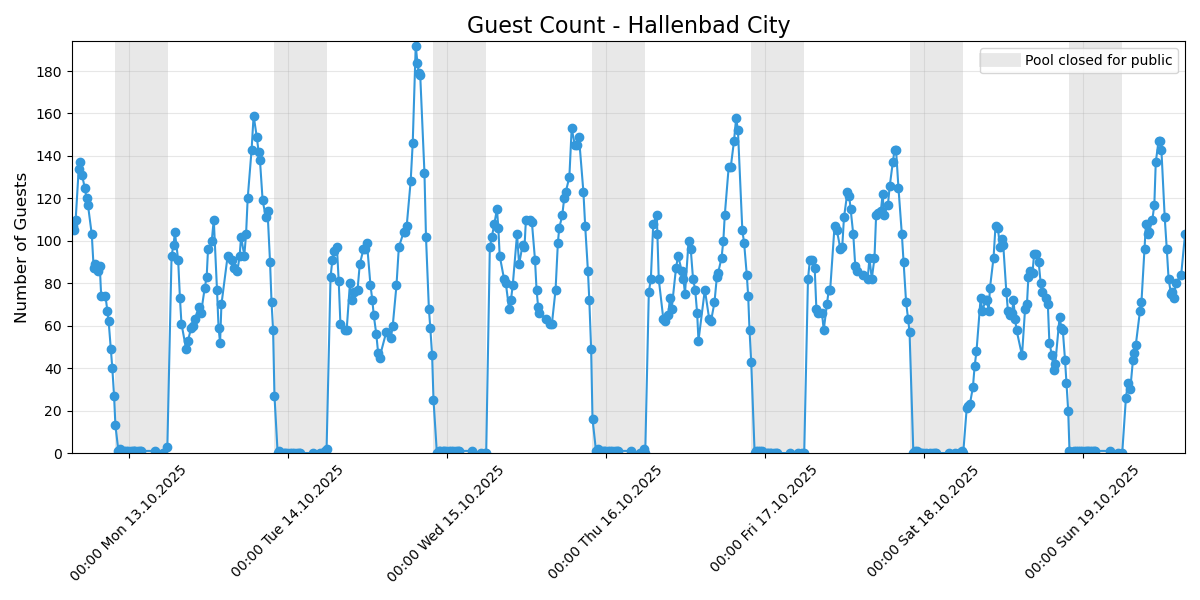 Guest Count - Hallenbad City
Pool closed for public
Number of Guests
180
160
140
120
100
80
60
40
20
0
00:00 Mon 13.10.2025
00:00 Tue 14.10.2025
00:00 Wed 15.10.2025
00:00 Thu 16.10.2025
00:00 Fri 17.10.2025
00:00 Sat 18.10.2025
00:00 Sun 19.10.2025